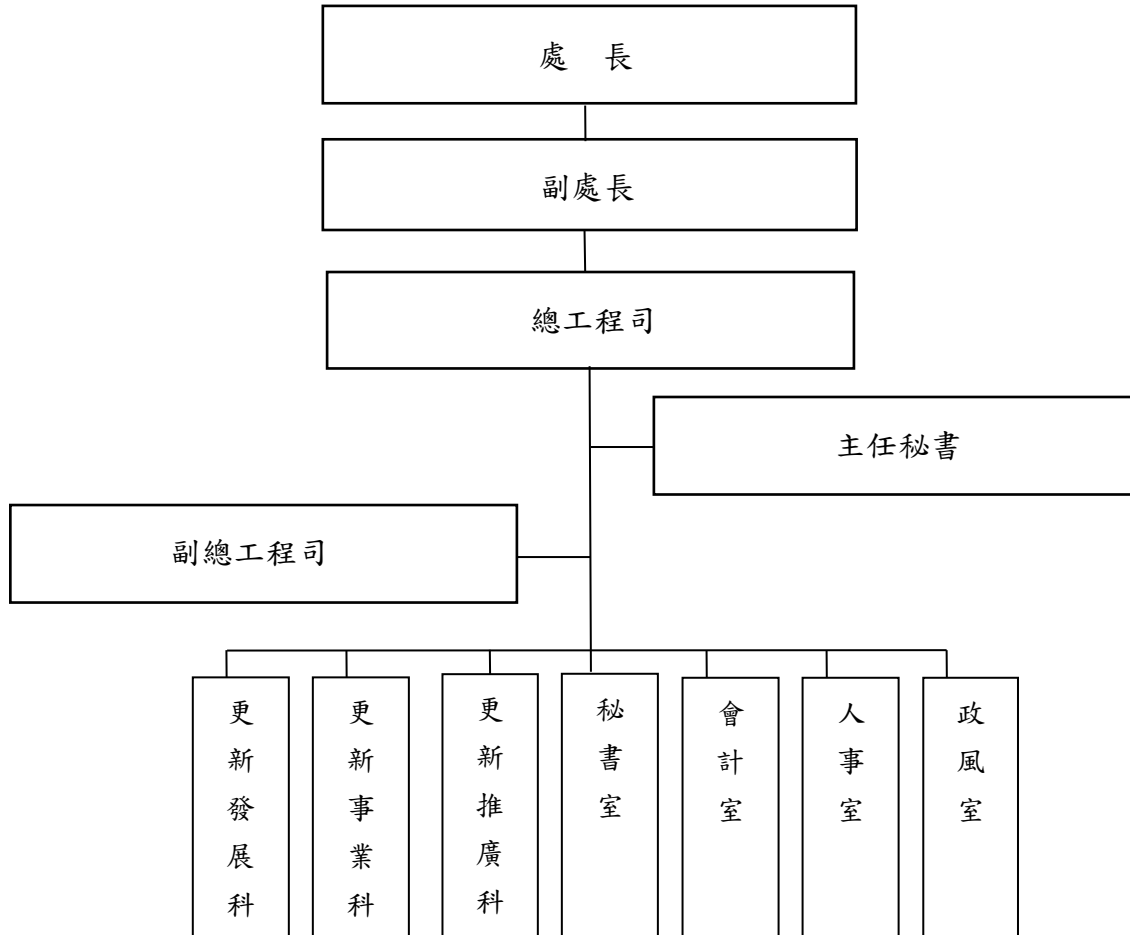 處 長
副處長
總工程司
主任秘書
副總工程司
更新發展科
更新事業科
更新推廣科
秘書室
會計室
人事室
政風室